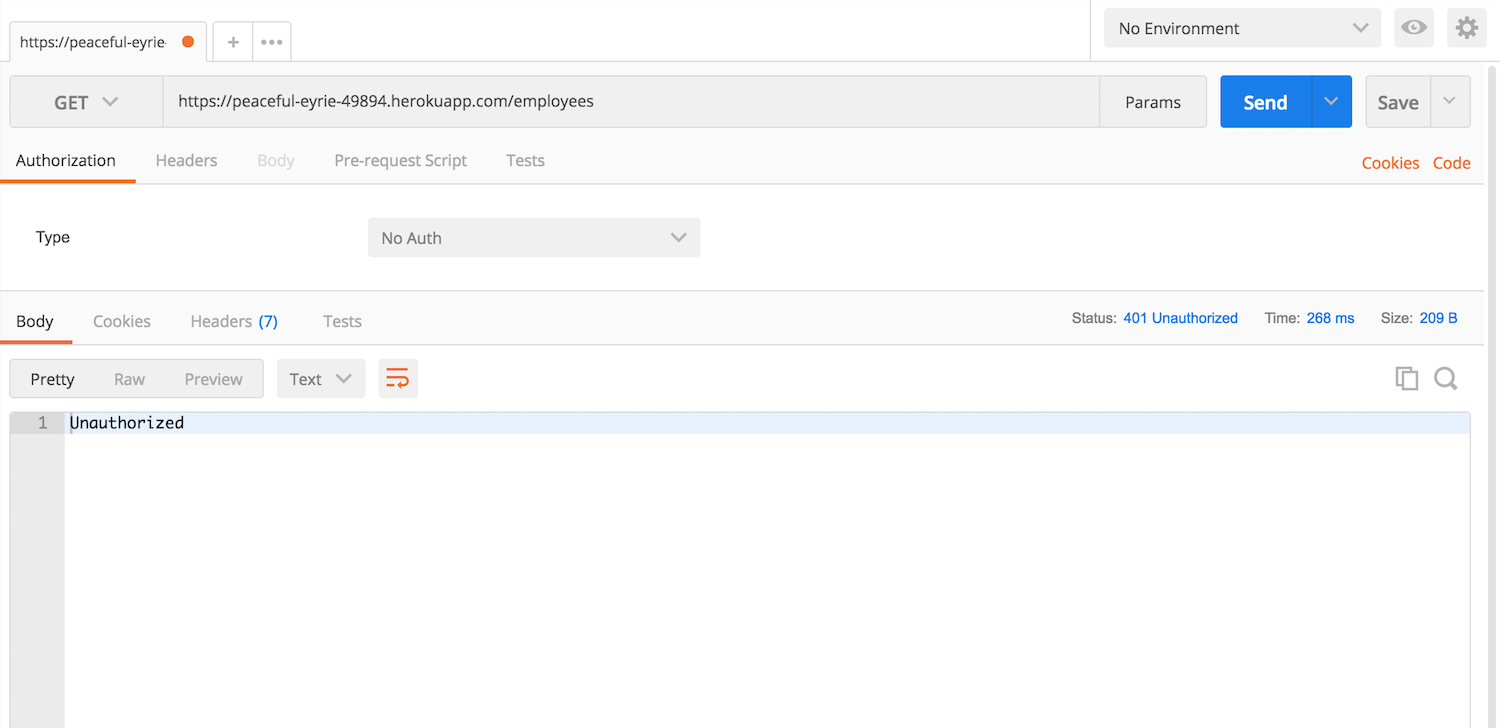 https://peaceful-eyrie
+
No Environment
GET https://peaceful-eyrie-49894.herokuapp.com/employees Params Send Save
Authorization Headers Body Pre-request Script Tests Cookies Code
Type No Auth
Body Cookies Headers (7) Tests Status: 401 Unauthorized Time: 268 ms Size: 209 B
Pretty Raw Preview Text
1 Unauthorized